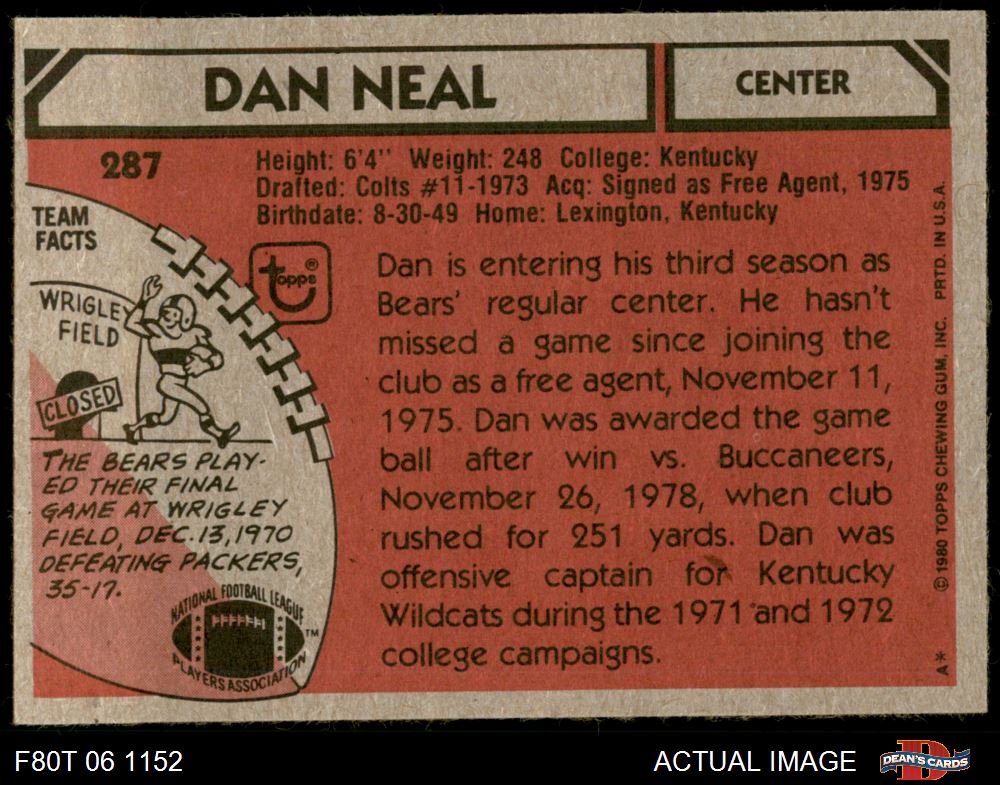 DAN NEAL
CENTER
287
Height: 6'4" Weight: 248 College: Kentucky
Drafted: Colts #11-1973 Acq: Signed as Free Agent, 1975
Birthdate: 8-30-49 Home: Lexington, Kentucky
TEAM
FACTS
WRIGLEY
FIELD
CLOSED
THE BEARS PLAY-
ED THEIR FINAL
GAME AT WRIGLEY
FIELD, DEC. 13, 1970
DEFEATING PACKERS,
35-17.
NATIONAL FOOTBALL LEAGUE
PLAYERS ASSOCIATION
TM
topps®
Dan is entering his third season as
Bears' regular center. He hasn't
missed a game since joining the
club as a free agent, November 11,
1975. Dan was awarded the game
ball after win vs. Buccaneers,
November 26, 1978, when club
rushed for 251 yards. Dan was
offensive captain for Kentucky
Wildcats during the 1971 and 1972
college campaigns.
A* © 1980 TOPPS CHEWING GUM, INC. PRTD. IN U.S.A.
F80T 06 1152
ACTUAL IMAGE
D
DEAN'S CARDS